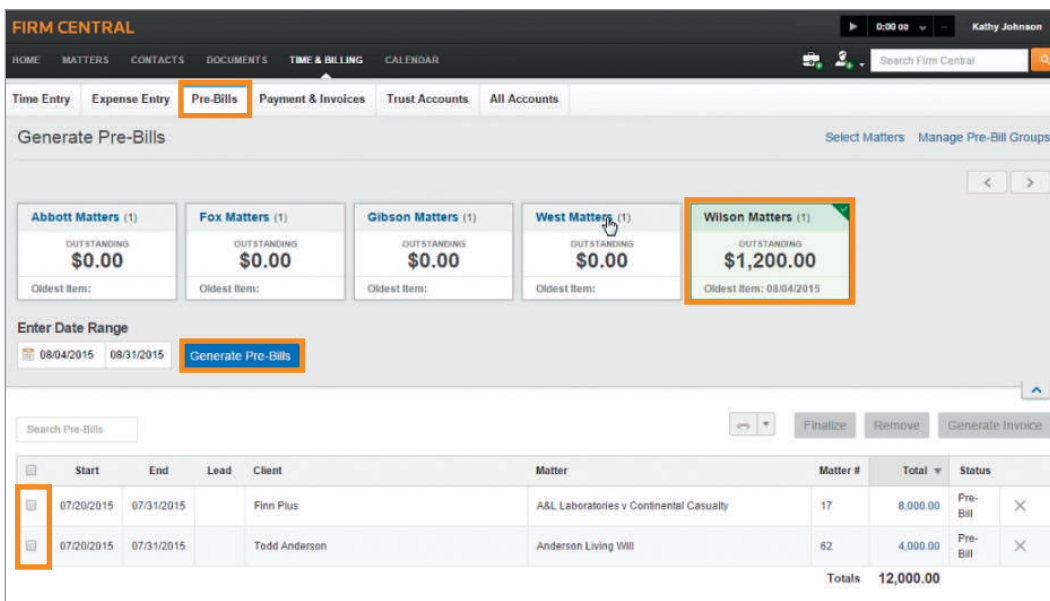 FIRM CENTRAL
0:00 00 Kathy Johnson
HOME MATTERS CONTACTS DOCUMENTS TIME & BILLING CALENDAR Search Firm Central
Time Entry Expense Entry Pre-Bills Payment & Invoices Trust Accounts All Accounts
Generate Pre-Bills Select Matters Manage Pre-Bill Groups
Abbott Matters (1) Fox Matters (1) Gibson Matters (1) West Matters (1) Wilson Matters (1)
OUTSTANDING OUTSTANDING OUTSTANDING OUTSTANDING OUTSTANDING
$0.00 $0.00 $0.00 $0.00 $1,200.00
Oldest Item: Oldest Item: Oldest Item: Oldest Item: Oldest Item: 08/04/2015
Enter Date Range
08/04/2015 08/31/2015 Generate Pre-Bills
Search Pre-Bills Finalize Remove Generate Invoice
Start End Lead Client Matter Matter # Total Status
07/20/2015 07/31/2015 Finn Plus A&L Laboratories v Continental Casualty 17 8,000.00 Pre-
Bill
07/20/2015 07/31/2015 Todd Anderson Anderson Living Will 62 4,000.00 Pre-
Bill
Totals 12,000.00